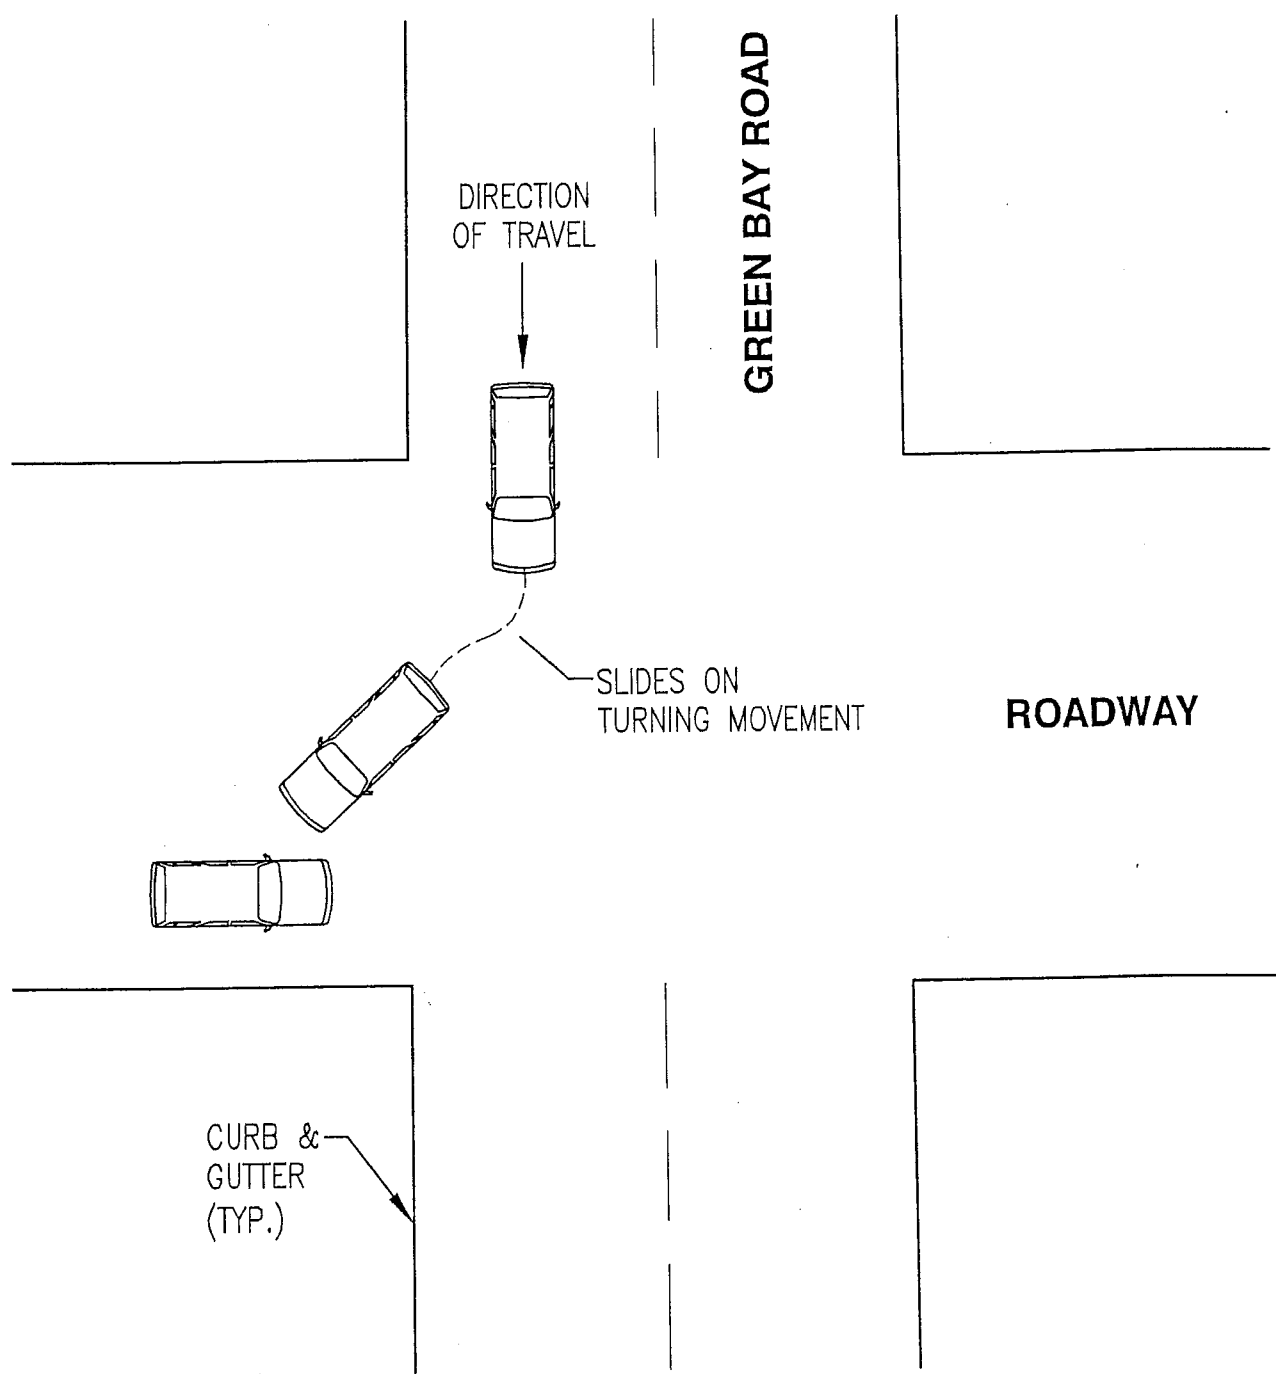 GREEN BAY ROAD
DIRECTION
OF TRAVEL
SLIDES ON
TURNING MOVEMENT
ROADWAY
CURB &
GUTTER
(TYP.)